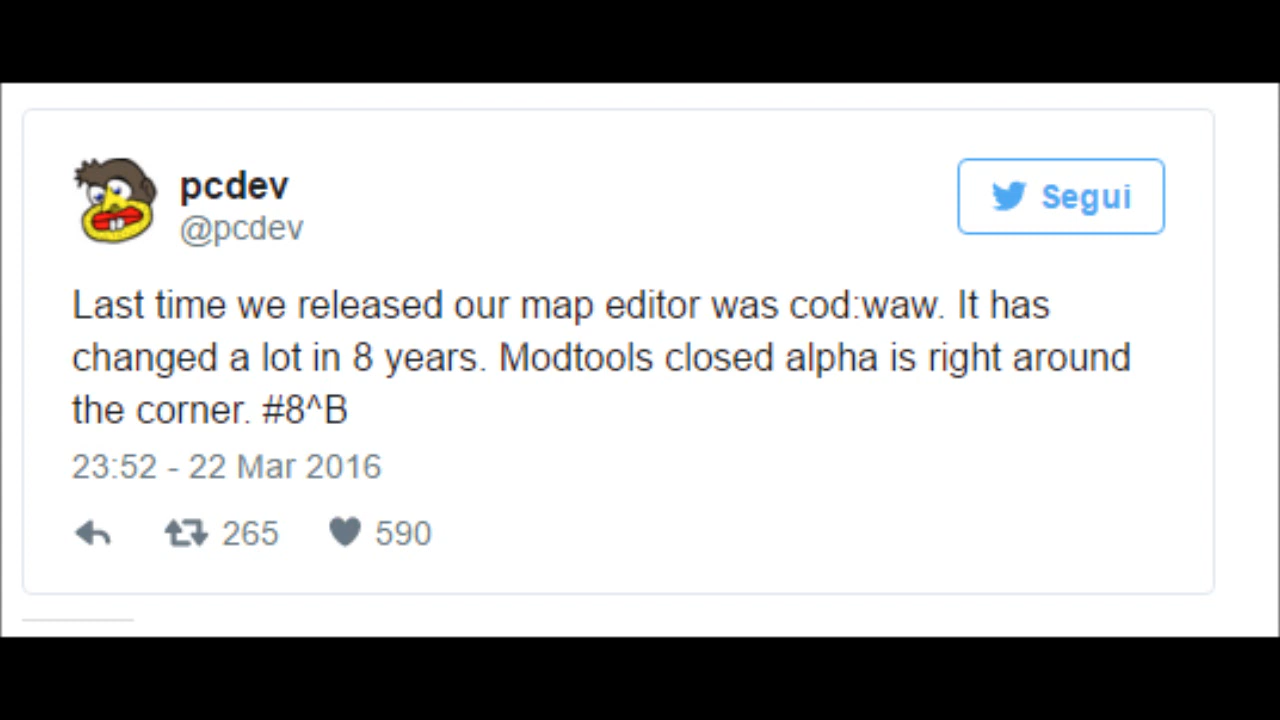 pcdev
@pcdev
Segui
Last time we released our map editor was cod:waw. It has
changed a lot in 8 years. Modtools closed alpha is right around
the corner. #8^B
23:52 - 22 Mar 2016
265 590